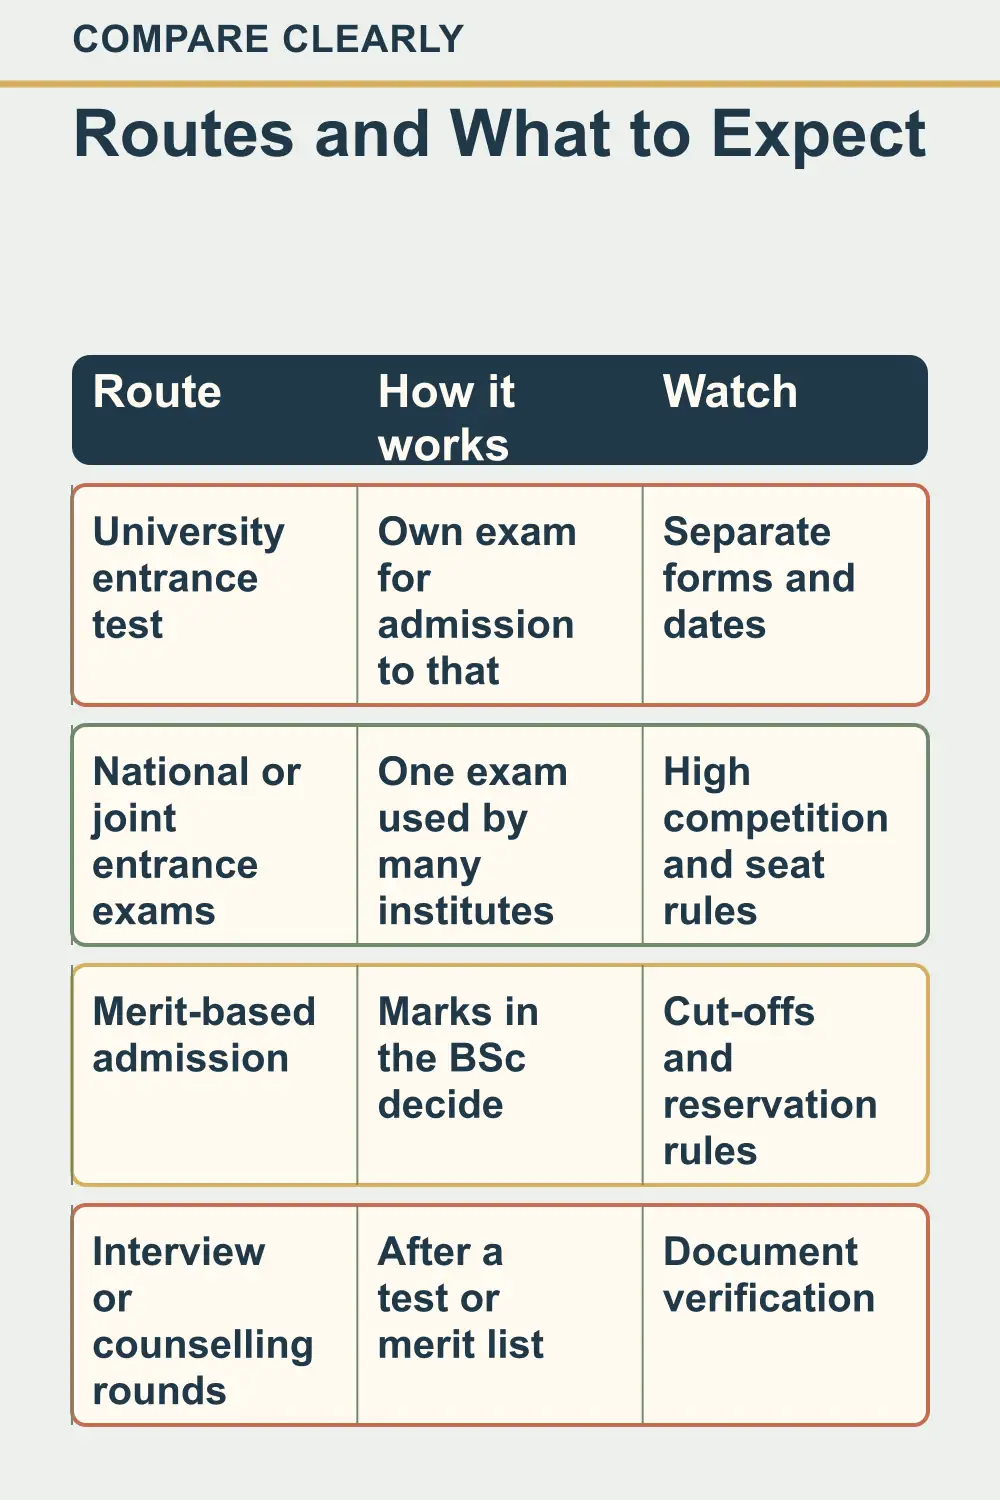 COMPARE CLEARLY
Routes and What to Expect
Route
How it
works
Watch
University
entrance
test
Own exam
for
admission
to that
Separate
forms and
dates
National or
joint
entrance
exams
One exam
used by
many
institutes
High
competition
and seat
rules
Merit-based
admission
Marks in
the BSc
decide
Cut-offs
and
reservation
rules
Interview
or
counselling
rounds
After a
test or
merit list
Document
verification